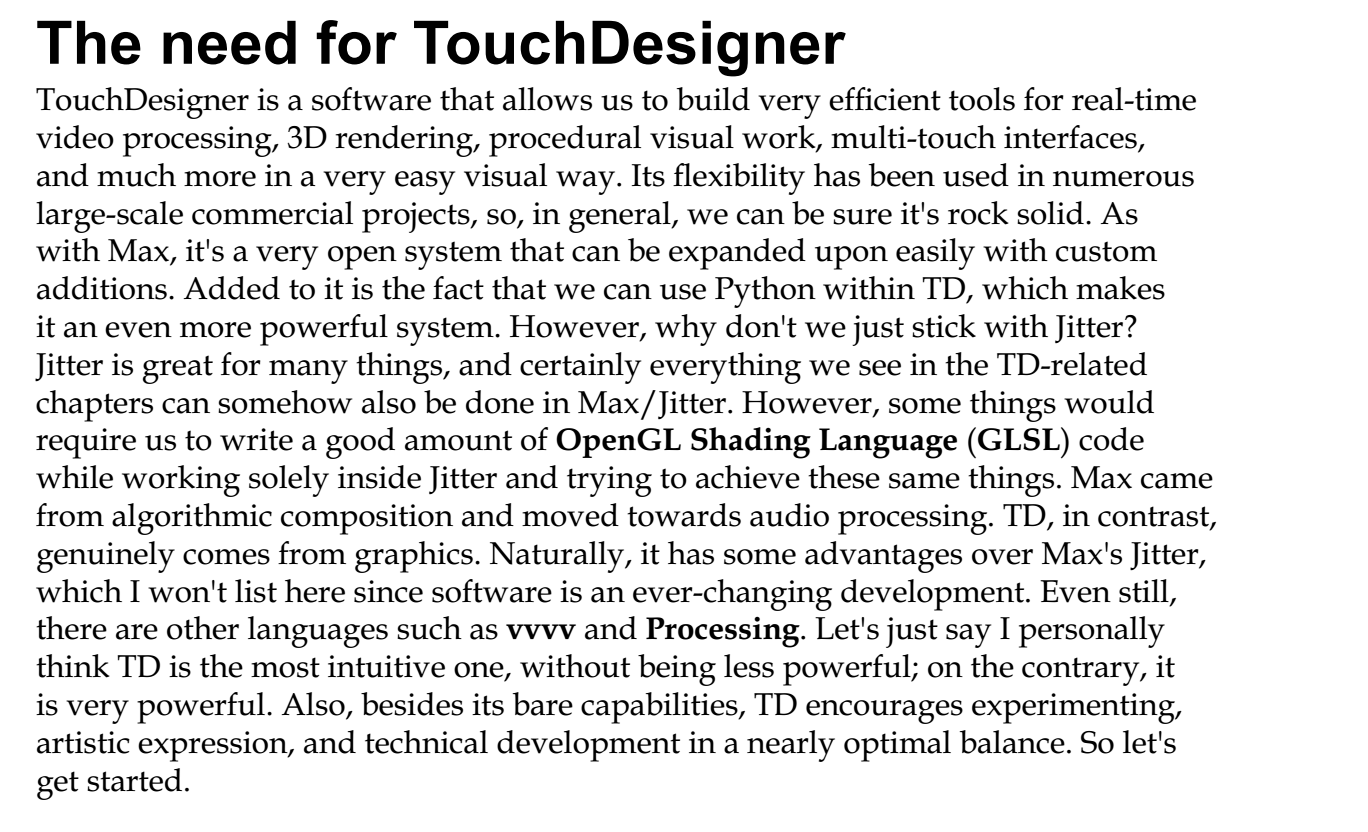 The need for TouchDesigner
TouchDesigner is a software that allows us to build very efficient tools for real-time
video processing, 3D rendering, procedural visual work, multi-touch interfaces,
and much more in a very easy visual way. Its flexibility has been used in numerous
large-scale commercial projects, so, in general, we can be sure it's rock solid. As
with Max, it's a very open system that can be expanded upon easily with custom
additions. Added to it is the fact that we can use Python within TD, which makes
it an even more powerful system. However, why don't we just stick with Jitter?
Jitter is great for many things, and certainly everything we see in the TD-related
chapters can somehow also be done in Max/Jitter. However, some things would
require us to write a good amount of OpenGL Shading Language (GLSL) code
while working solely inside Jitter and trying to achieve these same things. Max came
from algorithmic composition and moved towards audio processing. TD, in contrast,
genuinely comes from graphics. Naturally, it has some advantages over Max's Jitter,
which I won't list here since software is an ever-changing development. Even still,
there are other languages such as vvvv and Processing. Let's just say I personally
think TD is the most intuitive one, without being less powerful; on the contrary, it
is very powerful. Also, besides its bare capabilities, TD encourages experimenting,
artistic expression, and technical development in a nearly optimal balance. So let's
get started.